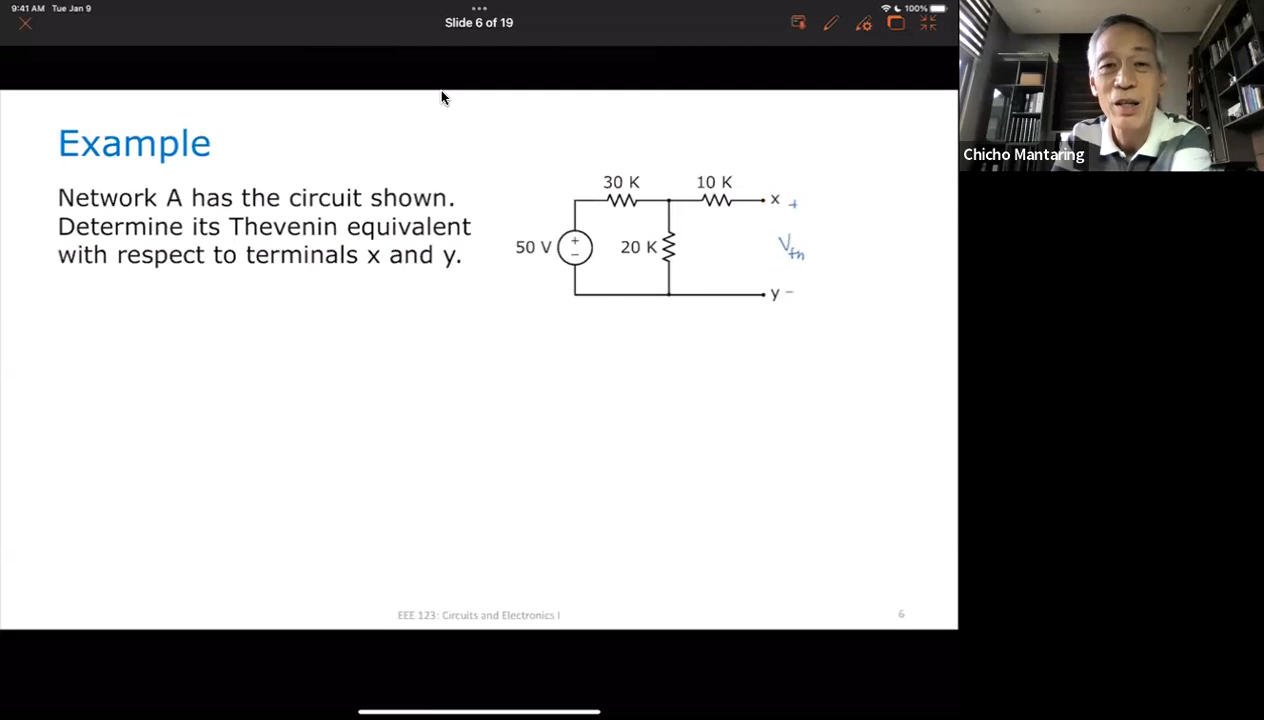 9:41 AM Tue Jan 9
100%
Slide 6 of 19
Chicho Mantaring
Example
Network A has the circuit shown.
Determine its Thevenin equivalent
with respect to terminals x and y.
30 K
10 K
x +
50 V
+
−
20 K
Vth
y −
EEE 123: Circuits and Electronics I
6